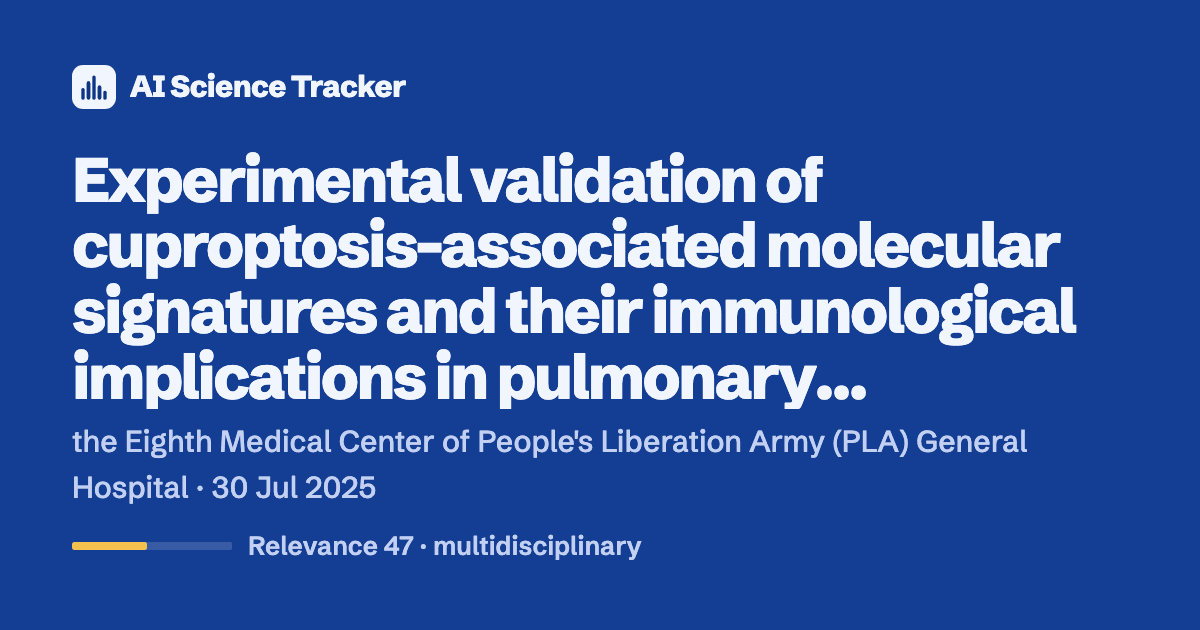 AI Science Tracker
Experimental validation of
cuproptosis-associated molecular
signatures and their immunological
implications in pulmonary...
the Eighth Medical Center of People's Liberation Army (PLA) General
Hospital · 30 Jul 2025
Relevance 47 · multidisciplinary